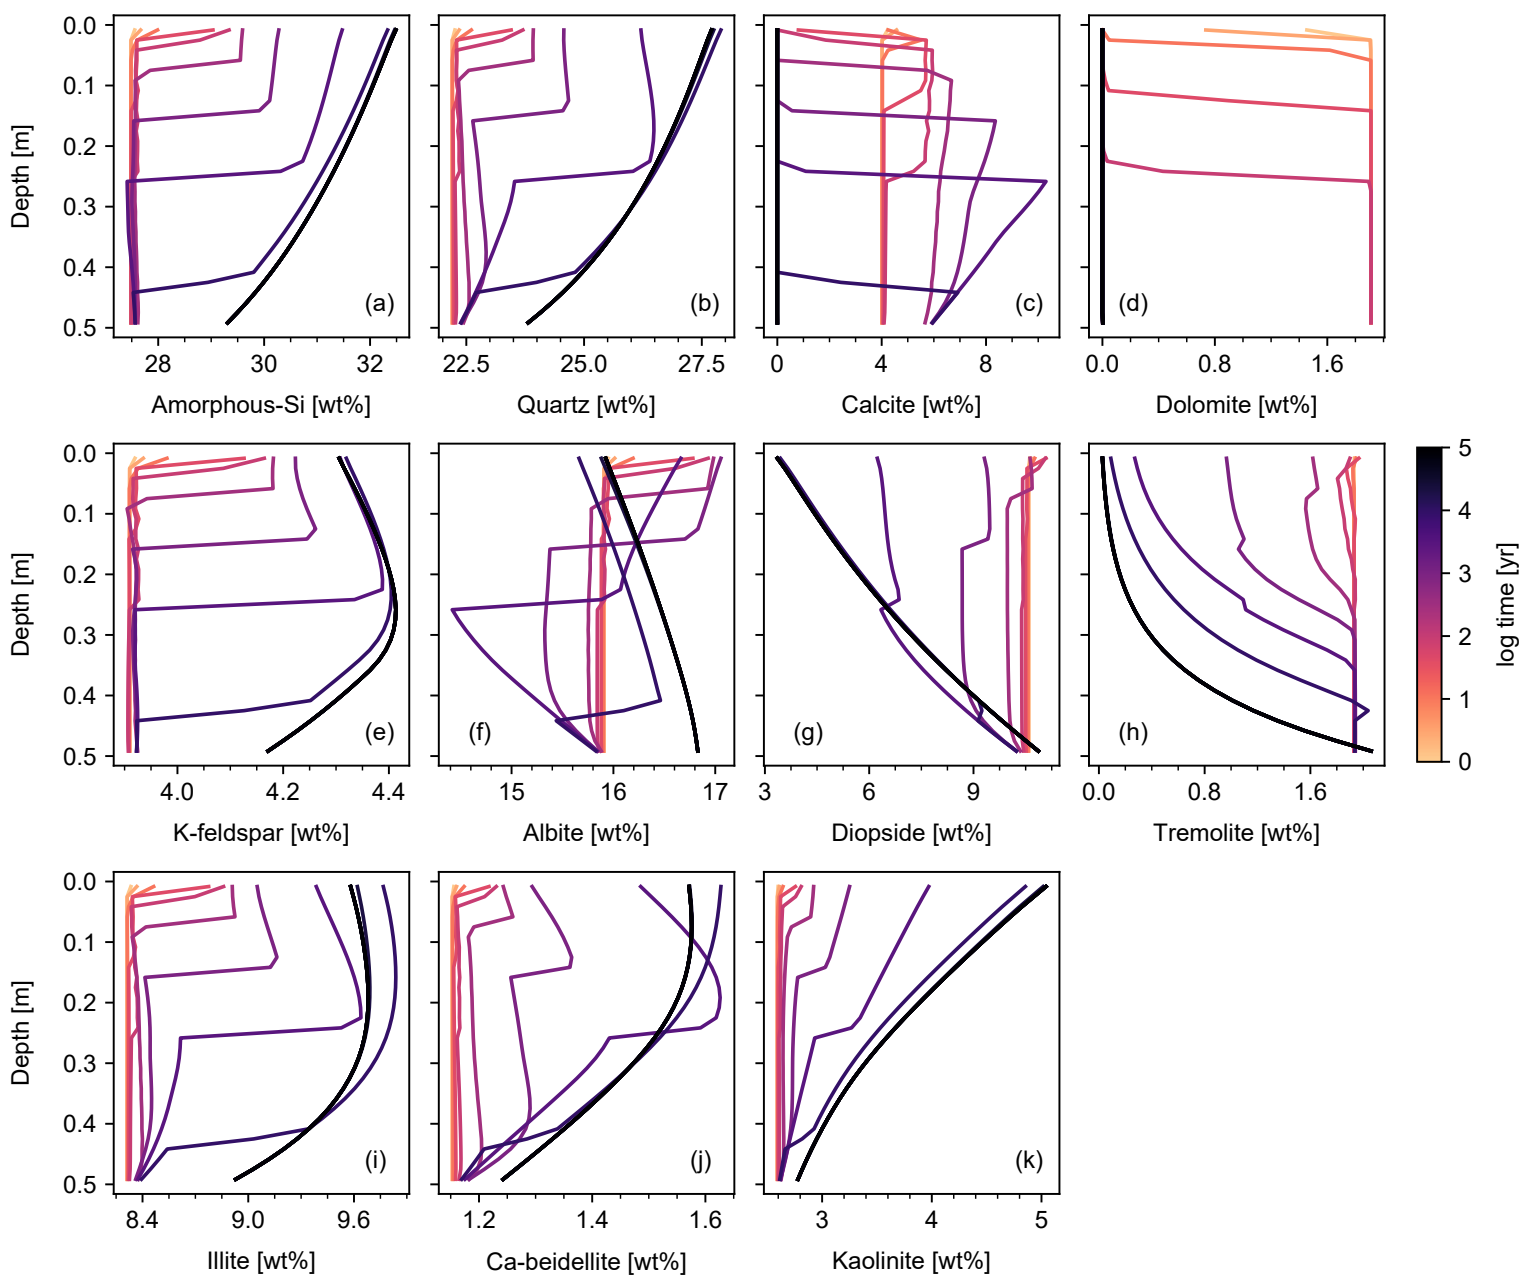 0.0
0.1
0.2
0.3
0.4
0.5
Depth [m]
(a)
(b)
(c)
(d)
28
30
32
22.5
25.0
27.5
0
4
8
0.0
0.8
1.6
Amorphous-Si [wt%]
Quartz [wt%]
Calcite [wt%]
Dolomite [wt%]
0.0
0.1
0.2
0.3
0.4
0.5
Depth [m]
(e)
(f)
(g)
(h)
4.0
4.2
4.4
15
16
17
3
6
9
0.0
0.8
1.6
K-feldspar [wt%]
Albite [wt%]
Diopside [wt%]
Tremolite [wt%]
5
4
3
2
1
0
log time [yr]
0.0
0.1
0.2
0.3
0.4
0.5
Depth [m]
(i)
(j)
(k)
8.4
9.0
9.6
1.2
1.4
1.6
3
4
5
Illite [wt%]
Ca-beidellite [wt%]
Kaolinite [wt%]